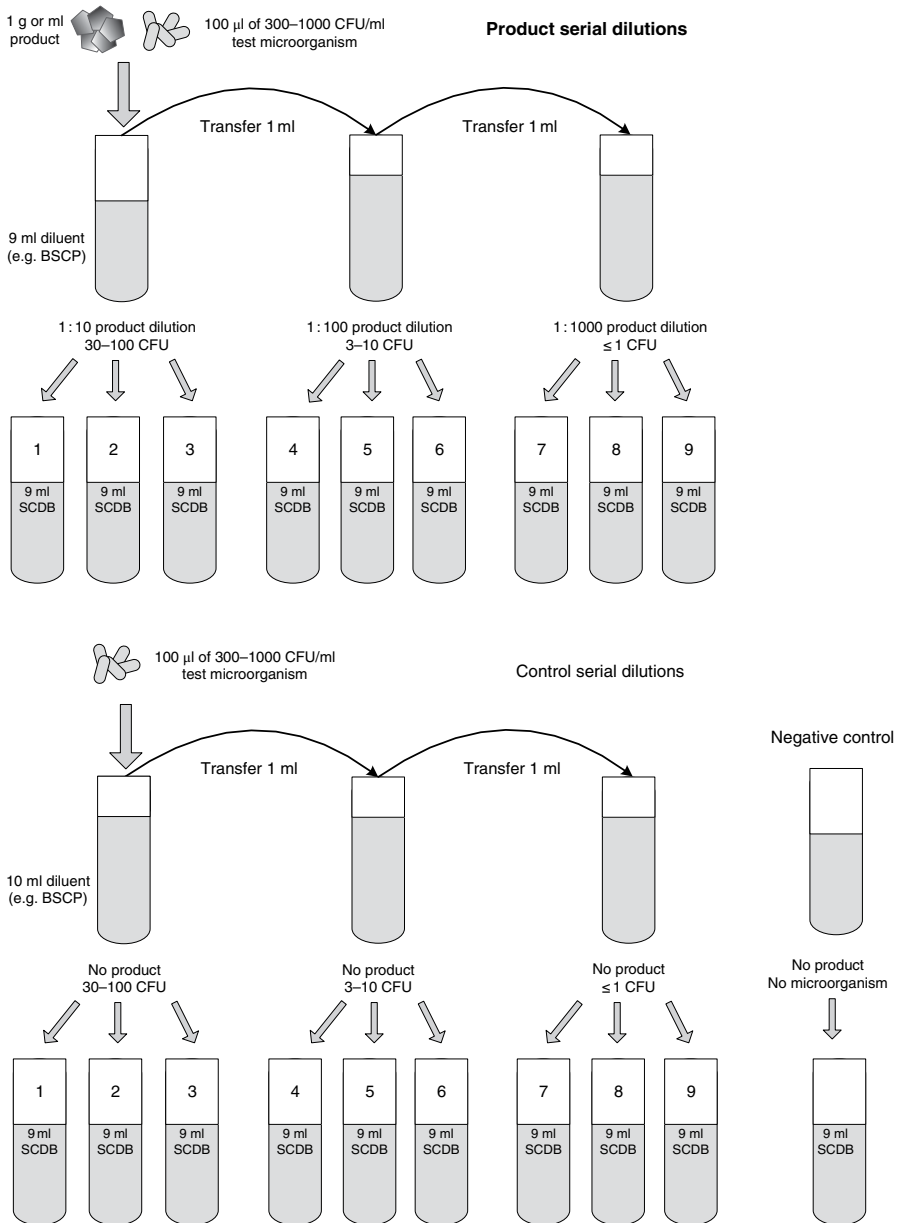 1 g or ml
product
100 µl of 300–1000 CFU/ml
test microorganism
Product serial dilutions
Transfer 1 ml
Transfer 1 ml
9 ml diluent
(e.g. BSCP)
1 : 10 product dilution
30–100 CFU
1 : 100 product dilution
3–10 CFU
1 : 1000 product dilution
≤ 1 CFU
1
2
3
4
5
6
7
8
9
9 ml
SCDB
9 ml
SCDB
9 ml
SCDB
9 ml
SCDB
9 ml
SCDB
9 ml
SCDB
9 ml
SCDB
9 ml
SCDB
9 ml
SCDB
100 µl of 300–1000 CFU/ml
test microorganism
Control serial dilutions
Negative control
Transfer 1 ml
Transfer 1 ml
10 ml diluent
(e.g. BSCP)
No product
30–100 CFU
No product
3–10 CFU
No product
≤ 1 CFU
No product
No microorganism
1
2
3
4
5
6
7
8
9
9 ml
SCDB
9 ml
SCDB
9 ml
SCDB
9 ml
SCDB
9 ml
SCDB
9 ml
SCDB
9 ml
SCDB
9 ml
SCDB
9 ml
SCDB
9 ml
SCDB